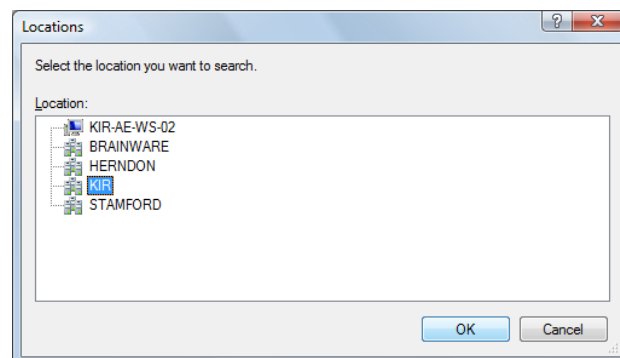 Locations
Select the location you want to search.
Location:
KIR-AE-WS-02
BRAINWARE
HERNDON
KIR
STAMFORD
OK Cancel